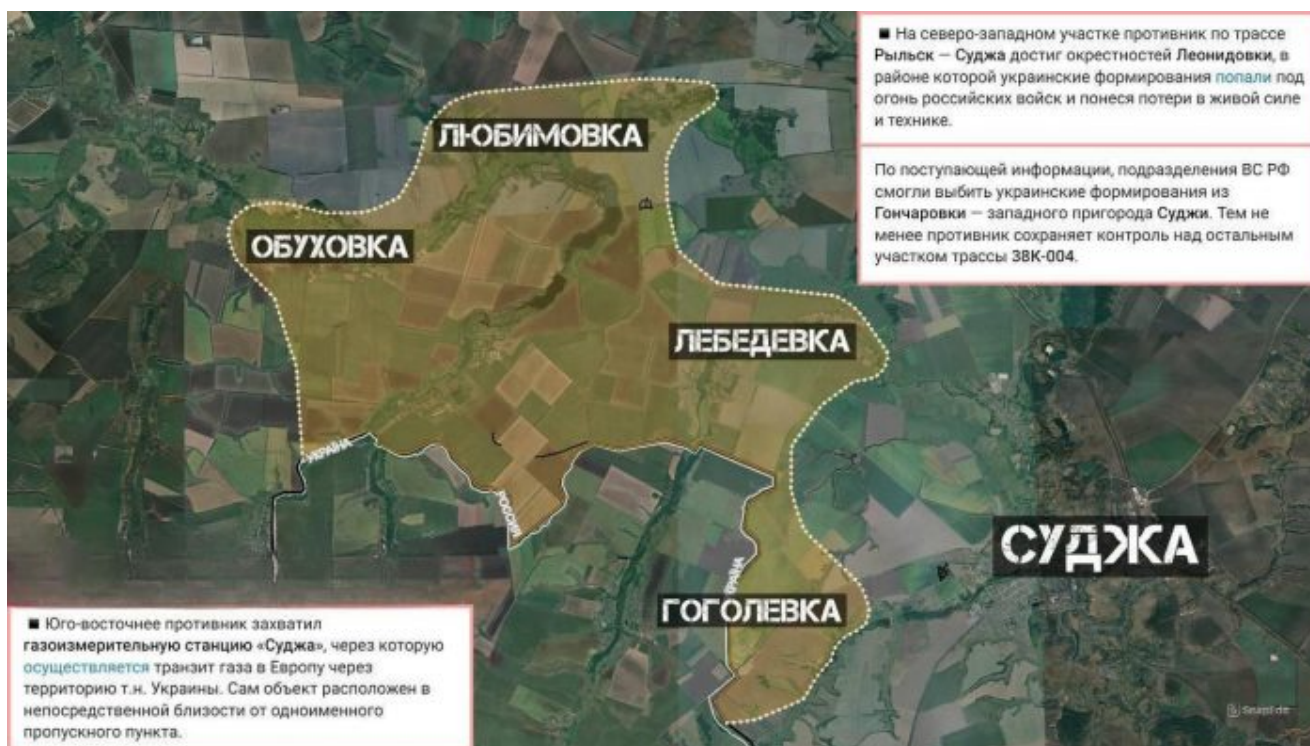 ■ На северо-западном участке противник по трассе
Рыльск — Суджа достиг окрестностей Леонидовки, в
районе которой украинские формирования попали под
огонь российских войск и понеся потери в живой силе
и технике.
По поступающей информации, подразделения ВС РФ
смогли выбить украинские формирования из
Гончаровки — западного пригорода Суджи. Тем не
менее противник сохраняет контроль над остальным
участком трассы 38К-004.
ЛЮБИМОВКА
ОБУХОВКА
ЛЕБЕДЕВКА
УКРАЇНА
РОССИЯ
СУДЖА
ГОГОЛЕВКА
■ Юго-восточнее противник захватил
газоизмерительную станцию «Суджа», через которую
осуществляется транзит газа в Европу через
территорию т.н. Украины. Сам объект расположен в
непосредственной близости от одноименного
пропускного пункта.